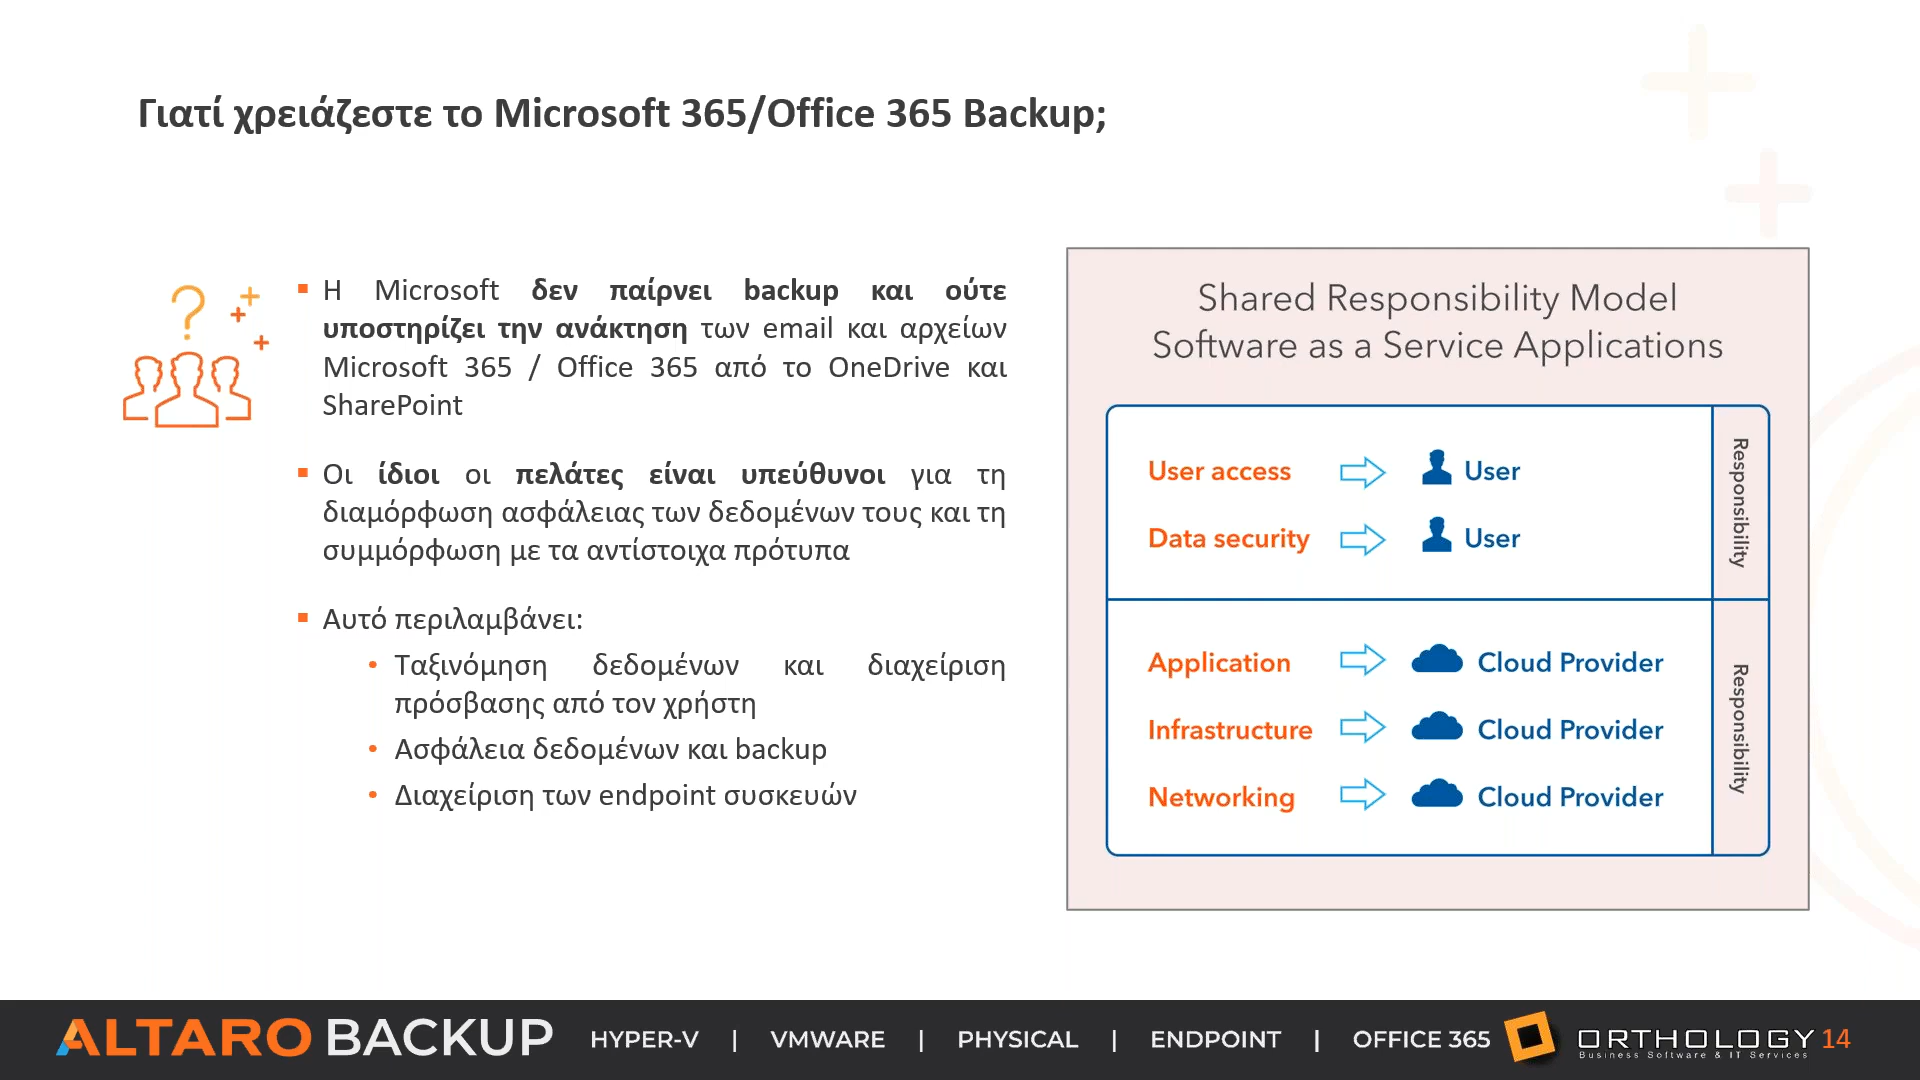 Γιατί χρειάζεστε το Microsoft 365/Office 365 Backup;
Η Microsoft δεν παίρνει backup και ούτε
υποστηρίζει την ανάκτηση των email και αρχείων
Microsoft 365 / Office 365 από το OneDrive και
SharePoint
Οι ίδιοι οι πελάτες είναι υπεύθυνοι για τη
διαμόρφωση ασφάλειας των δεδομένων τους και τη
συμμόρφωση με τα αντίστοιχα πρότυπα
Αυτό περιλαμβάνει:
Ταξινόμηση δεδομένων και διαχείριση
πρόσβασης από τον χρήστη
Ασφάλεια δεδομένων και backup
Διαχείριση των endpoint συσκευών
Shared Responsibility Model
Software as a Service Applications
User access User
Data security User
Responsibility
Application Cloud Provider
Infrastructure Cloud Provider
Networking Cloud Provider
Responsibility
ALTARO BACKUP HYPER-V | VMWARE | PHYSICAL | ENDPOINT | OFFICE 365 ORTHOLOGY 14
Business Software & IT Services